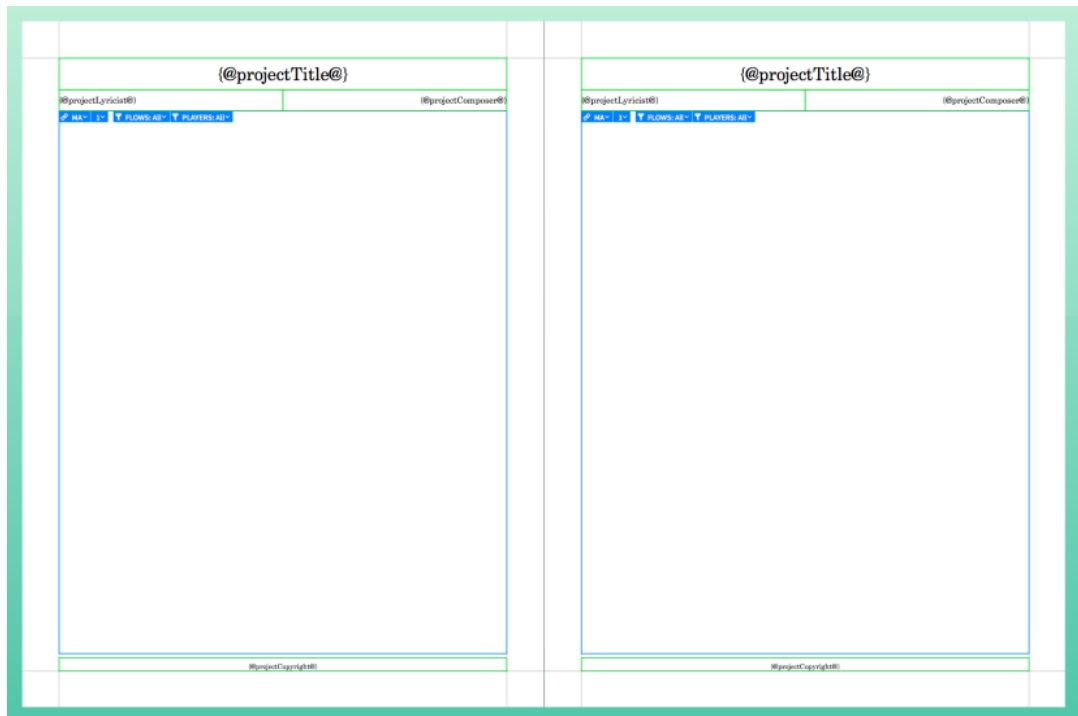 {@projectTitle@}
{@projectLyricist@} {@projectComposer@}
MA 1 FLOWS: All PLAYERS: All
{@projectCopyright@}
{@projectTitle@}
{@projectLyricist@} {@projectComposer@}
MA 1 FLOWS: All PLAYERS: All
{@projectCopyright@}